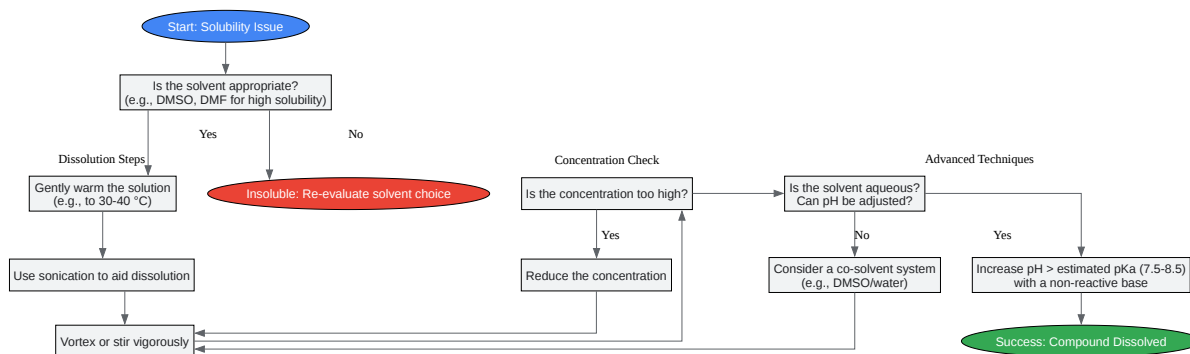 Start: Solubility Issue
Is the solvent appropriate?
(e.g., DMSO, DMF for high solubility)
Yes
No
Dissolution Steps
Concentration Check
Advanced Techniques
Gently warm the solution
(e.g., to 30-40 °C)
Insoluble: Re-evaluate solvent choice
Is the concentration too high?
Is the solvent aqueous?
Can pH be adjusted?
Yes
No
Yes
Use sonication to aid dissolution
Reduce the concentration
Consider a co-solvent system
(e.g., DMSO/water)
Increase pH > estimated pKa (7.5-8.5)
with a non-reactive base
Vortex or stir vigorously
Success: Compound Dissolved